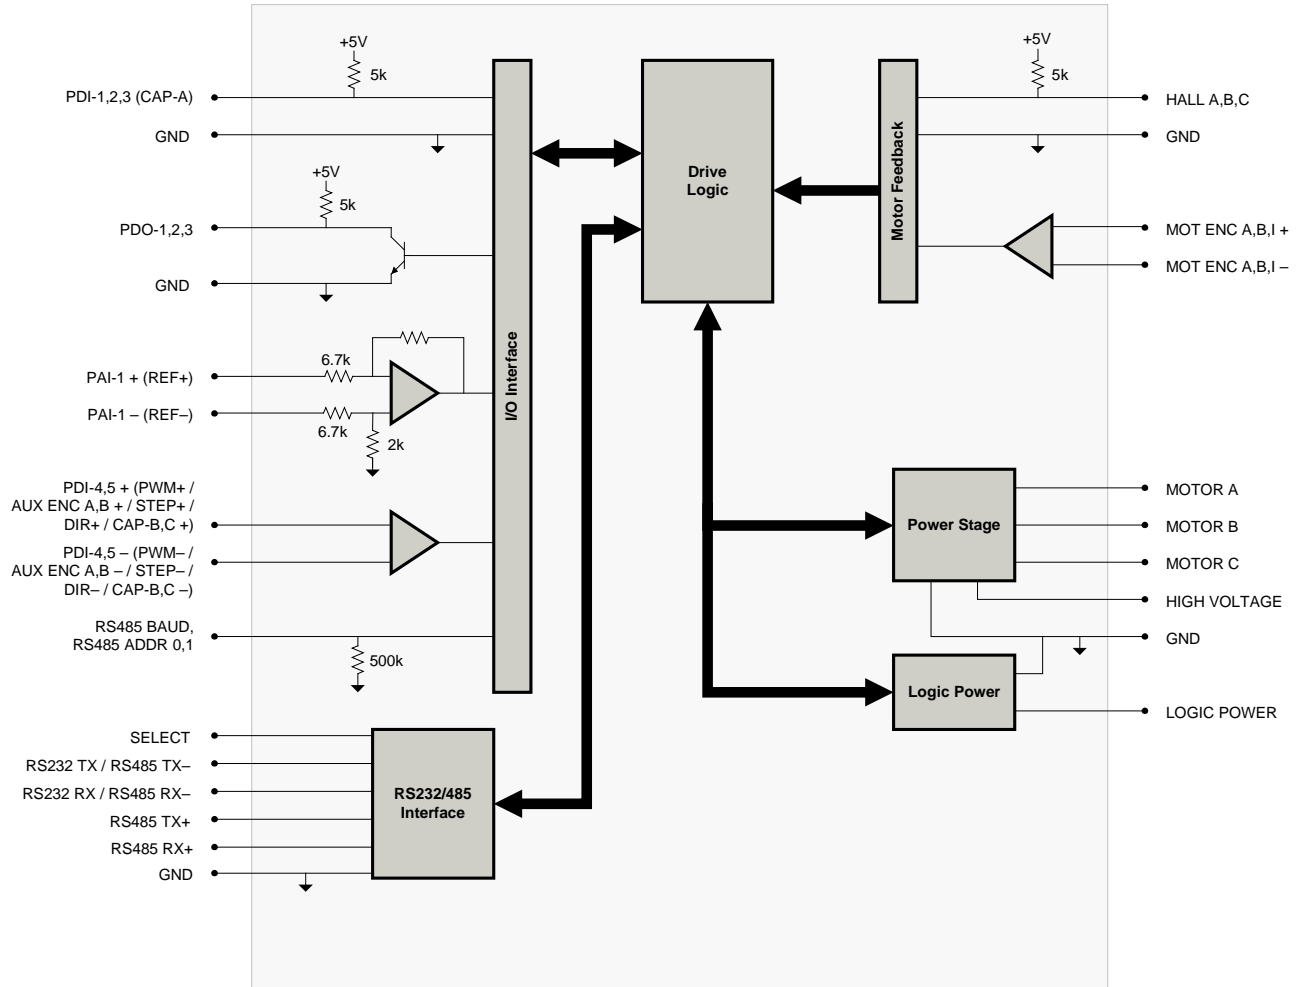 +5V
5k
PDI-1,2,3 (CAP-A)
GND
+5V
5k
PDO-1,2,3
GND
6.7k
PAI-1 + (REF+)
PAI-1 – (REF–)
6.7k
2k
PDI-4,5 + (PWM+ /
AUX ENC A,B + / STEP+ /
DIR+ / CAP-B,C +)
PDI-4,5 – (PWM– /
AUX ENC A,B – / STEP– /
DIR– / CAP-B,C –)
RS485 BAUD,
RS485 ADDR 0,1
500k
I/O Interface
SELECT
RS232 TX / RS485 TX–
RS232 RX / RS485 RX–
RS485 TX+
RS485 RX+
GND
RS232/485
Interface
Drive
Logic
Motor Feedback
+5V
5k
HALL A,B,C
GND
MOT ENC A,B,I +
MOT ENC A,B,I –
Power Stage
MOTOR A
MOTOR B
MOTOR C
HIGH VOLTAGE
GND
Logic Power
LOGIC POWER